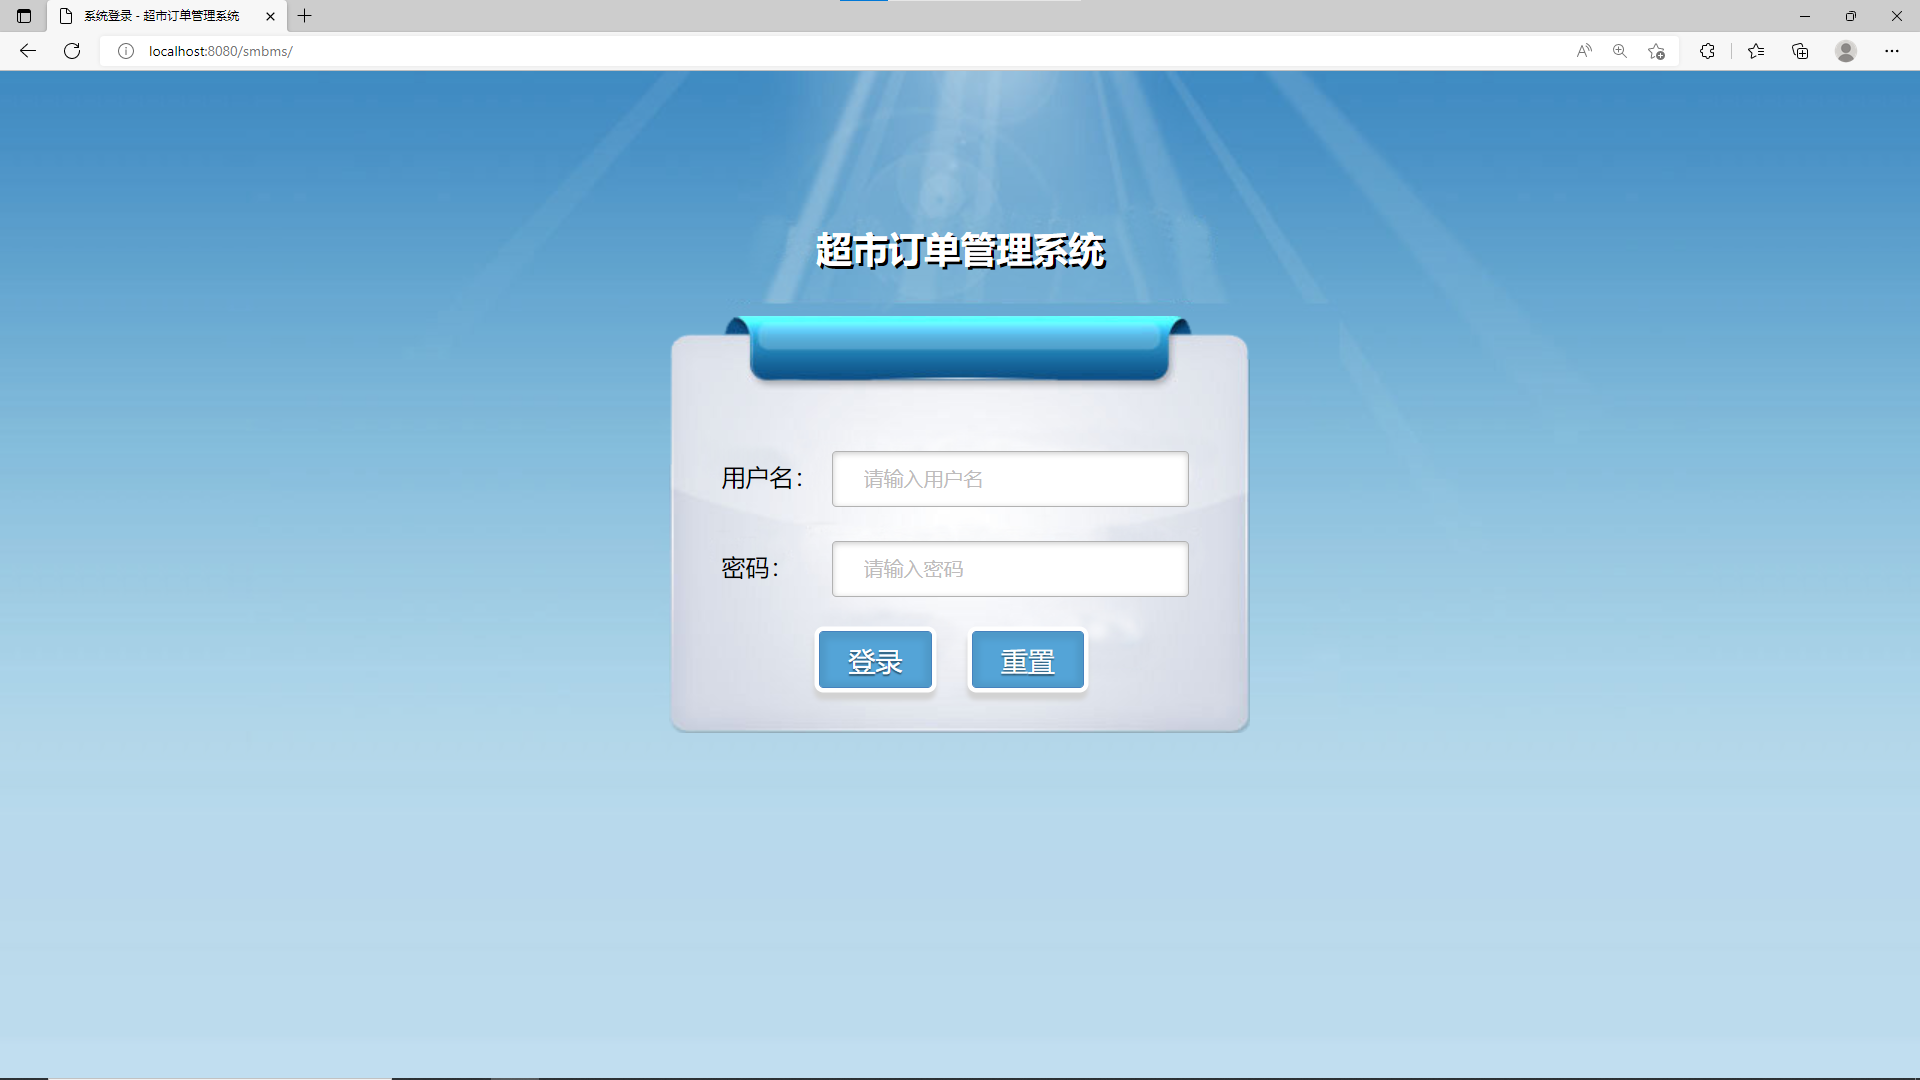 系统登录 - 超市订单管理系统
localhost:8080/smbms/
超市订单管理系统
用户名： 请输入用户名
密码： 请输入密码
登录 重置